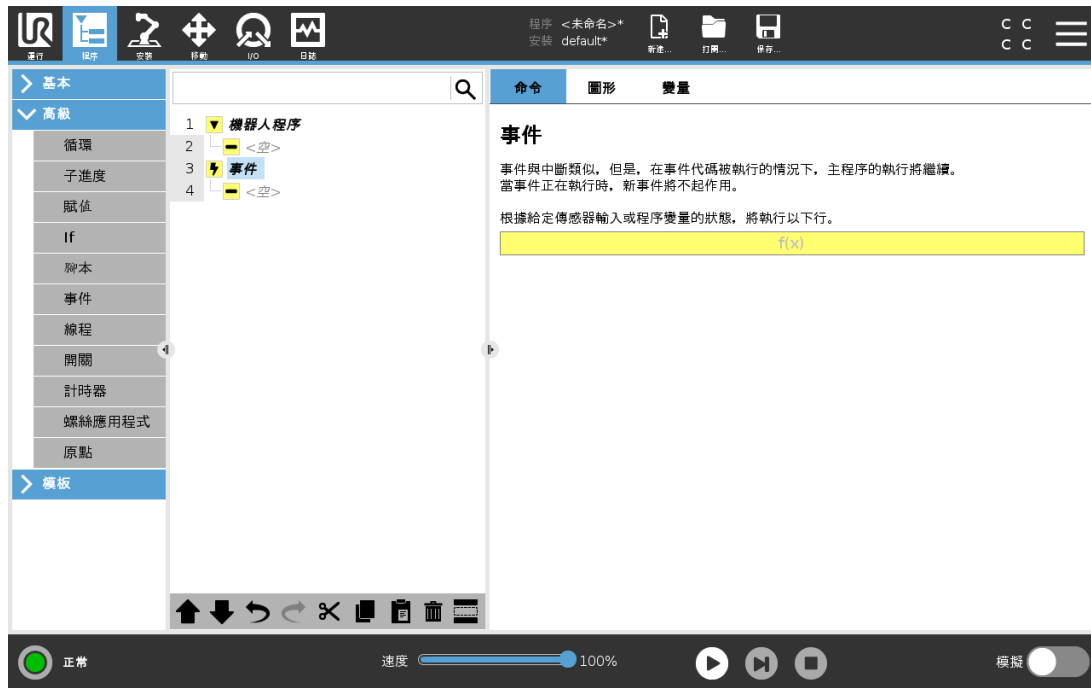 程序 <未命名>*
安裝 default*
運行
程序
安裝
移動
I/O
日誌
新建...
打開...
保存...
C C
C C
基本
高級
循環
子進度
賦值
If
腳本
事件
線程
開關
計時器
螺絲應用程式
原點
模板
1 機器人程序
2 <空>
3 事件
4 <空>
命令
圖形
變量
事件
事件與中斷類似，但是，在事件代碼被執行的情況下，主程序的執行將繼續。
當事件正在執行時，新事件將不起作用。
根據給定傳感器輸入或程序變量的狀態，將執行以下行。
f(x)
正常
速度
100%
模擬